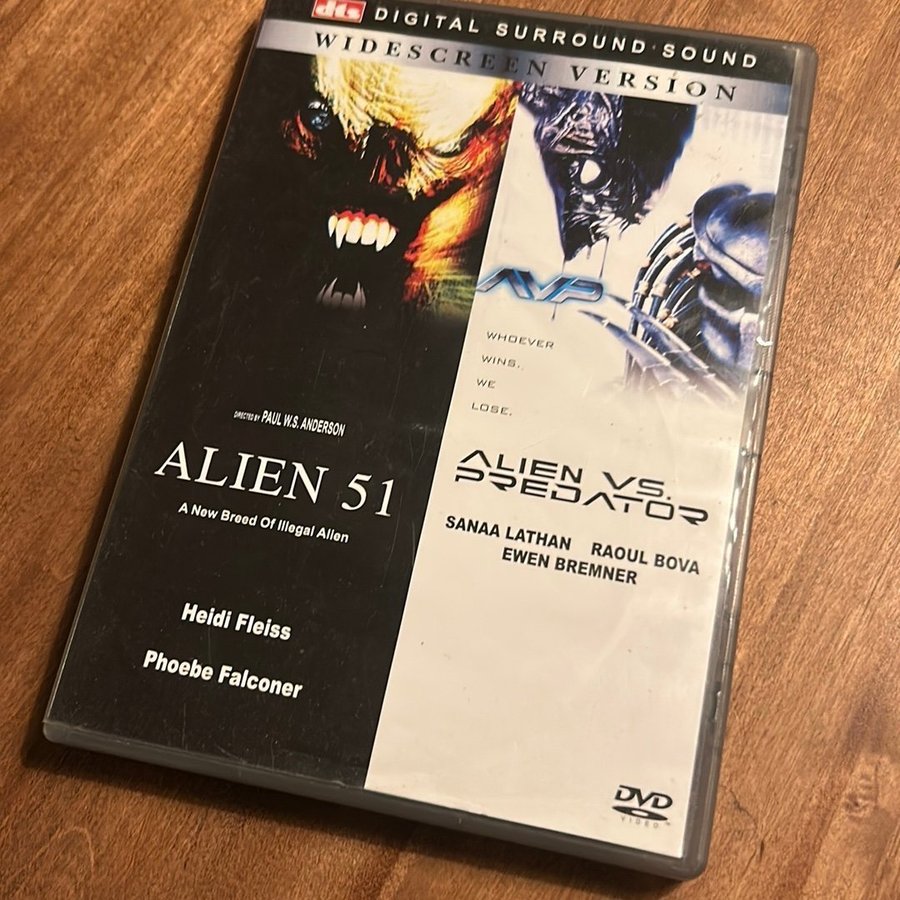 dts DIGITAL SURROUND·SOUND
WIDESCREEN VERSÍON
AVP
WHOEVER
WINS.
WE
LOSE.
DIRECTED BY PAUL W.S. ANDERSON
ALIEN 51
A New Breed Of Illegal Alien
Heidi Fleiss
Phoebe Falconer
ALIEN VS.
PREDATOR
SANAA LATHAN RAOUL BOVA
EWEN BREMNER
DVD
VIDEO